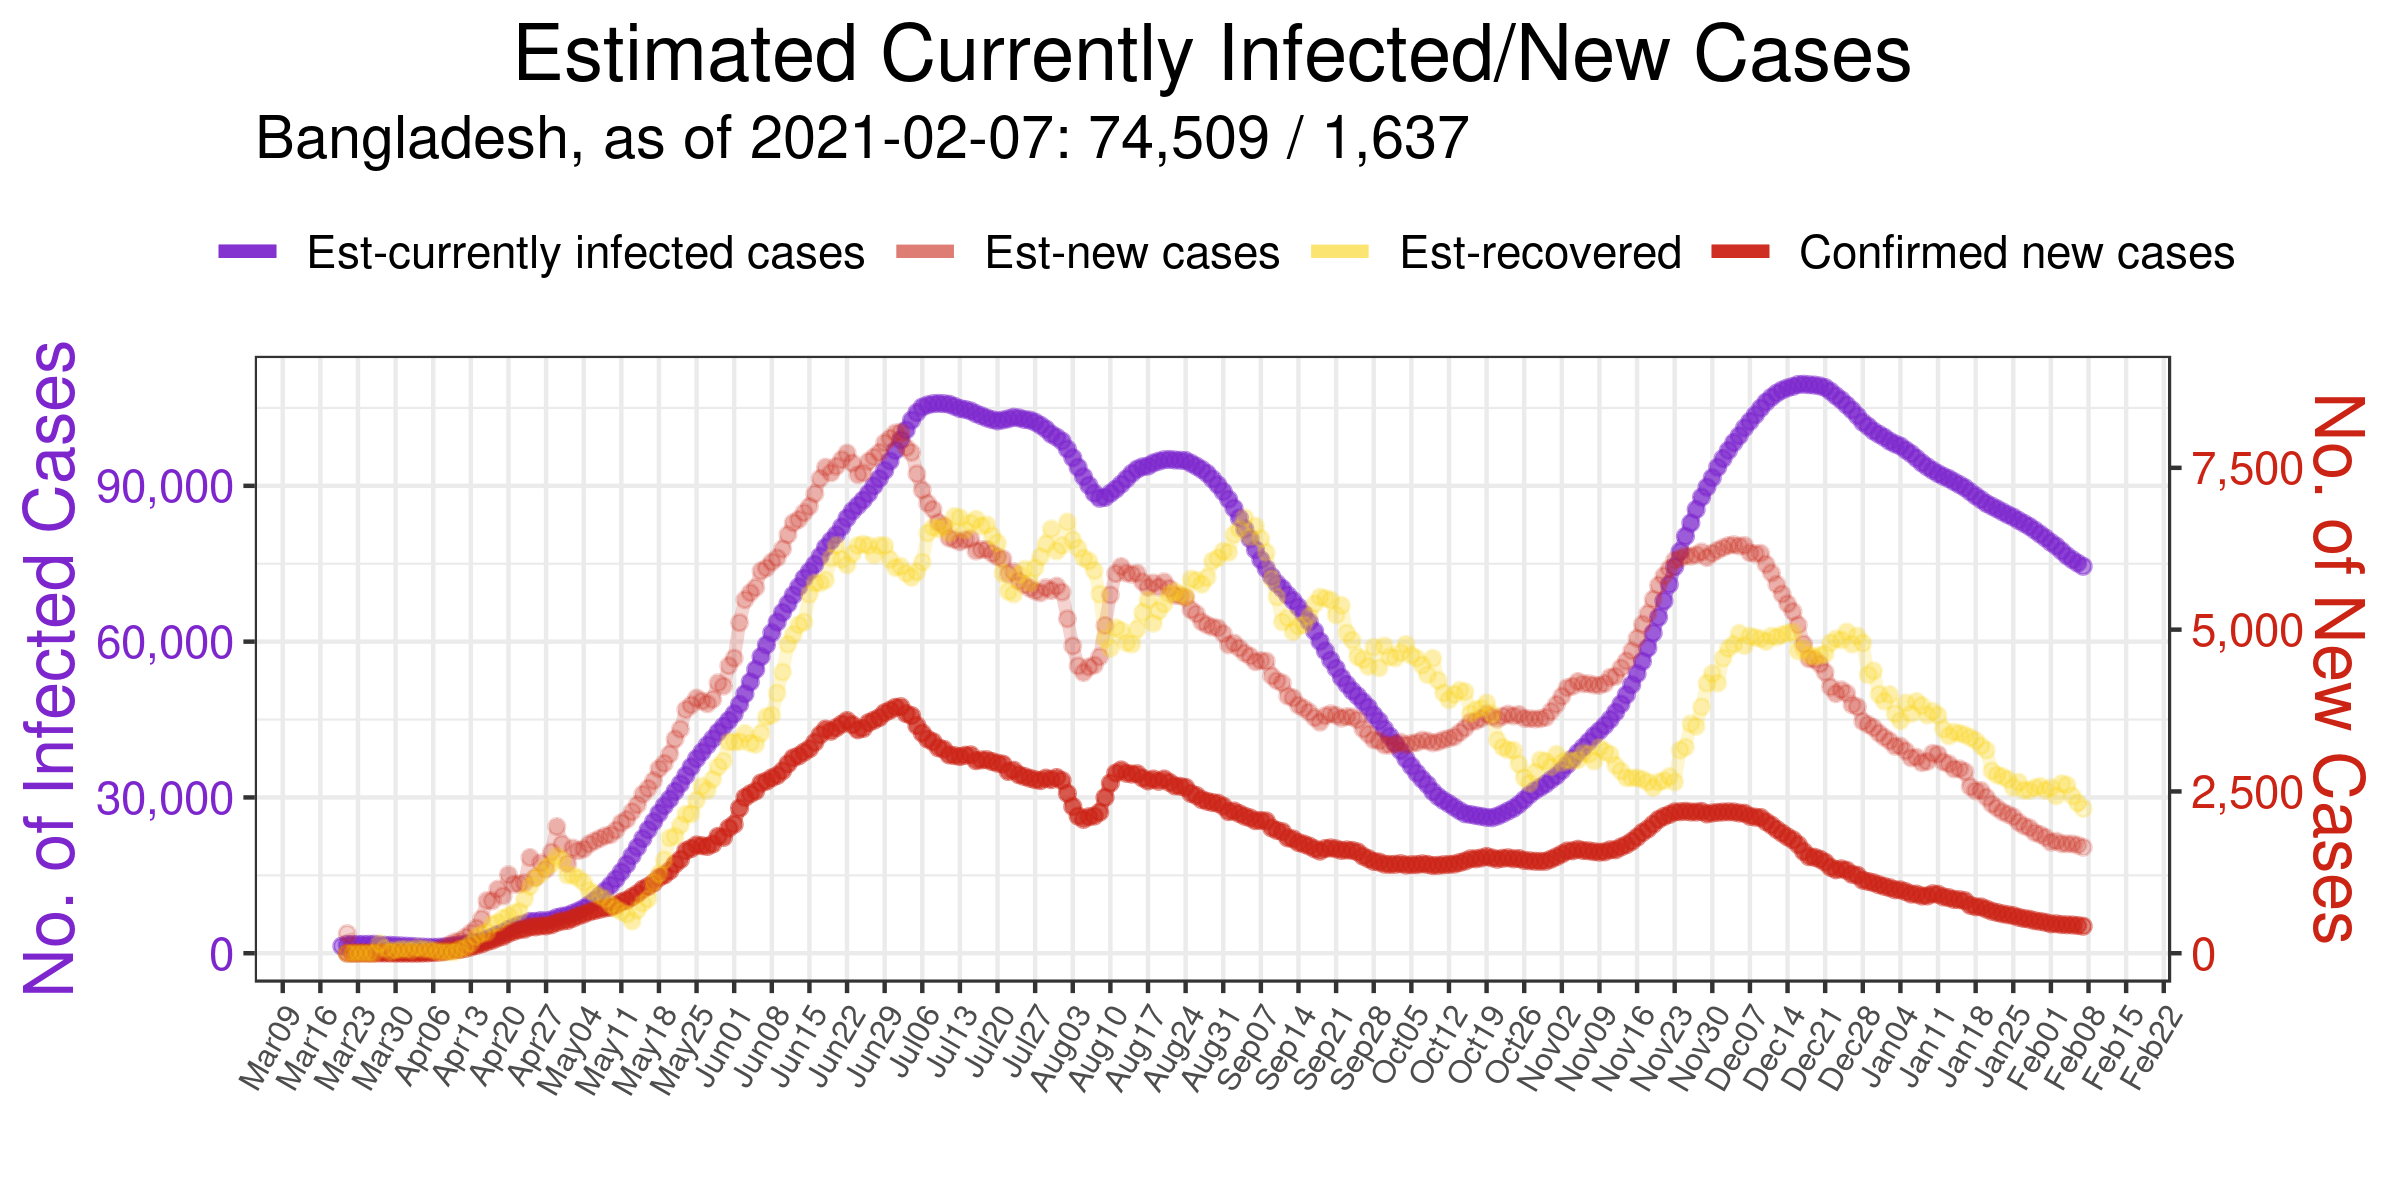 Estimated Currently Infected/New Cases
Bangladesh, as of 2021-02-07: 74,509 / 1,637
Est-currently infected cases Est-new cases Est-recovered Confirmed new cases
No. of Infected Cases
90,000
60,000
30,000
0
7,500
5,000
2,500
0
No. of New Cases
Mar09 Mar16 Mar23 Mar30 Apr06 Apr13 Apr20 Apr27 May04 May11 May18 May25 Jun01 Jun08 Jun15 Jun22 Jun29 Jul06 Jul13 Jul20 Jul27 Aug03 Aug10 Aug17 Aug24 Aug31 Sep07 Sep14 Sep21 Sep28 Oct05 Oct12 Oct19 Oct26 Nov02 Nov09 Nov16 Nov23 Nov30 Dec07 Dec14 Dec21 Dec28 Jan04 Jan11 Jan18 Jan25 Feb01 Feb08 Feb15 Feb22